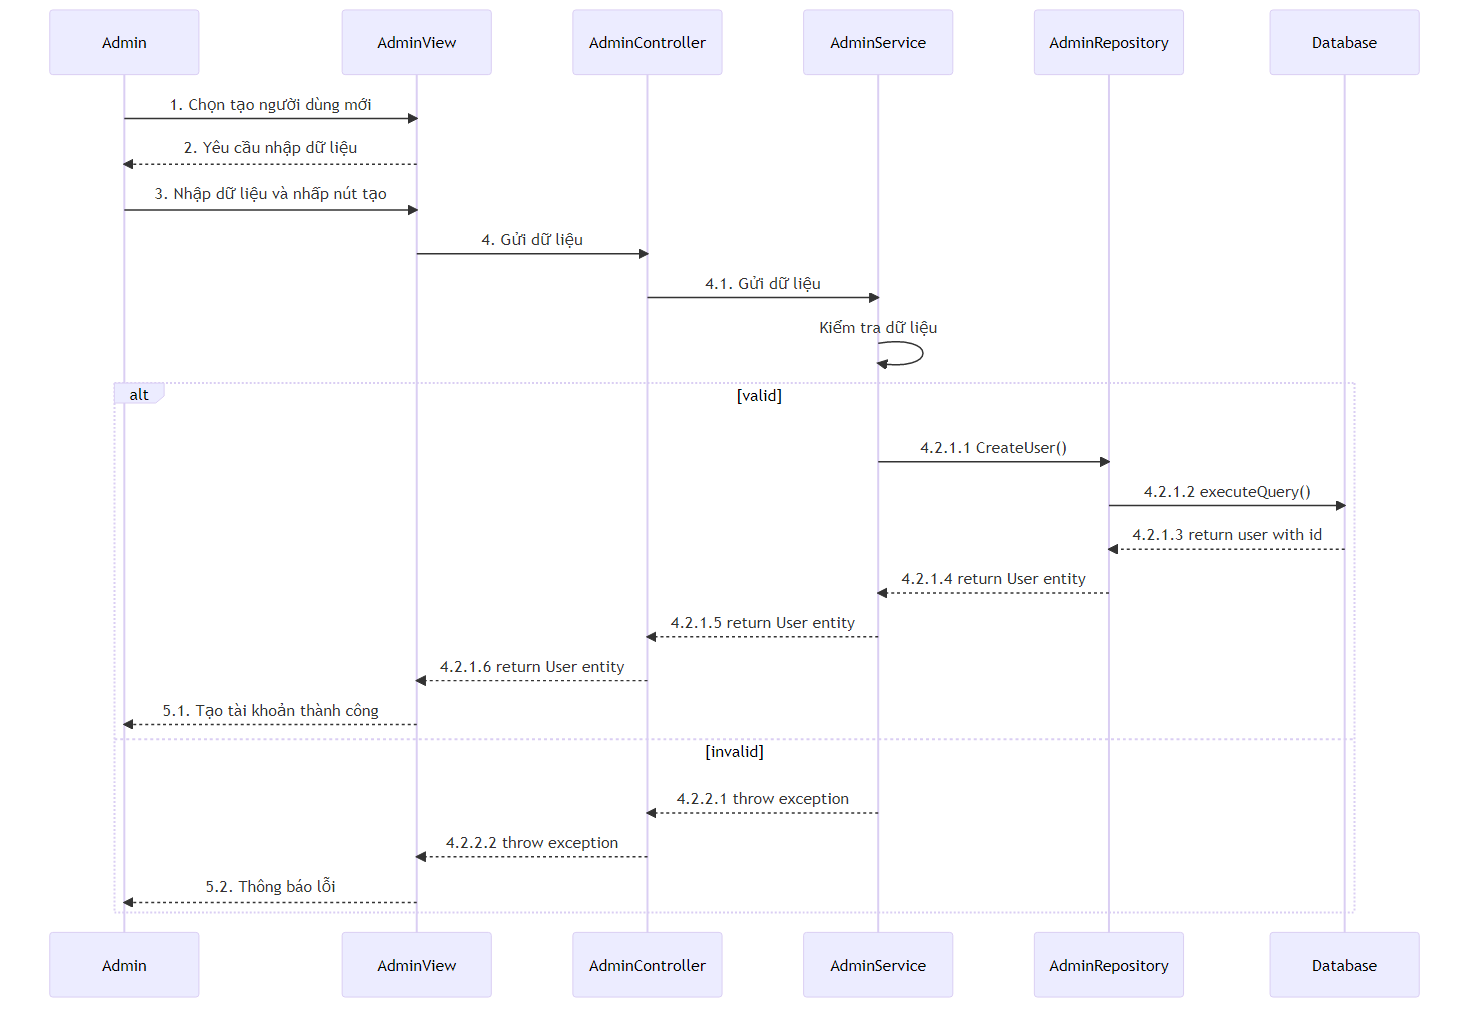 Admin
AdminView
AdminController
AdminService
AdminRepository
Database
1. Chọn tạo người dùng mới
2. Yêu cầu nhập dữ liệu
3. Nhập dữ liệu và nhấp nút tạo
4. Gửi dữ liệu
4.1. Gửi dữ liệu
Kiểm tra dữ liệu
alt
[valid]
4.2.1.1 CreateUser()
4.2.1.2 executeQuery()
4.2.1.3 return user with id
4.2.1.4 return User entity
4.2.1.5 return User entity
4.2.1.6 return User entity
5.1. Tạo tài khoản thành công
[invalid]
4.2.2.1 throw exception
4.2.2.2 throw exception
5.2. Thông báo lỗi
Admin
AdminView
AdminController
AdminService
AdminRepository
Database